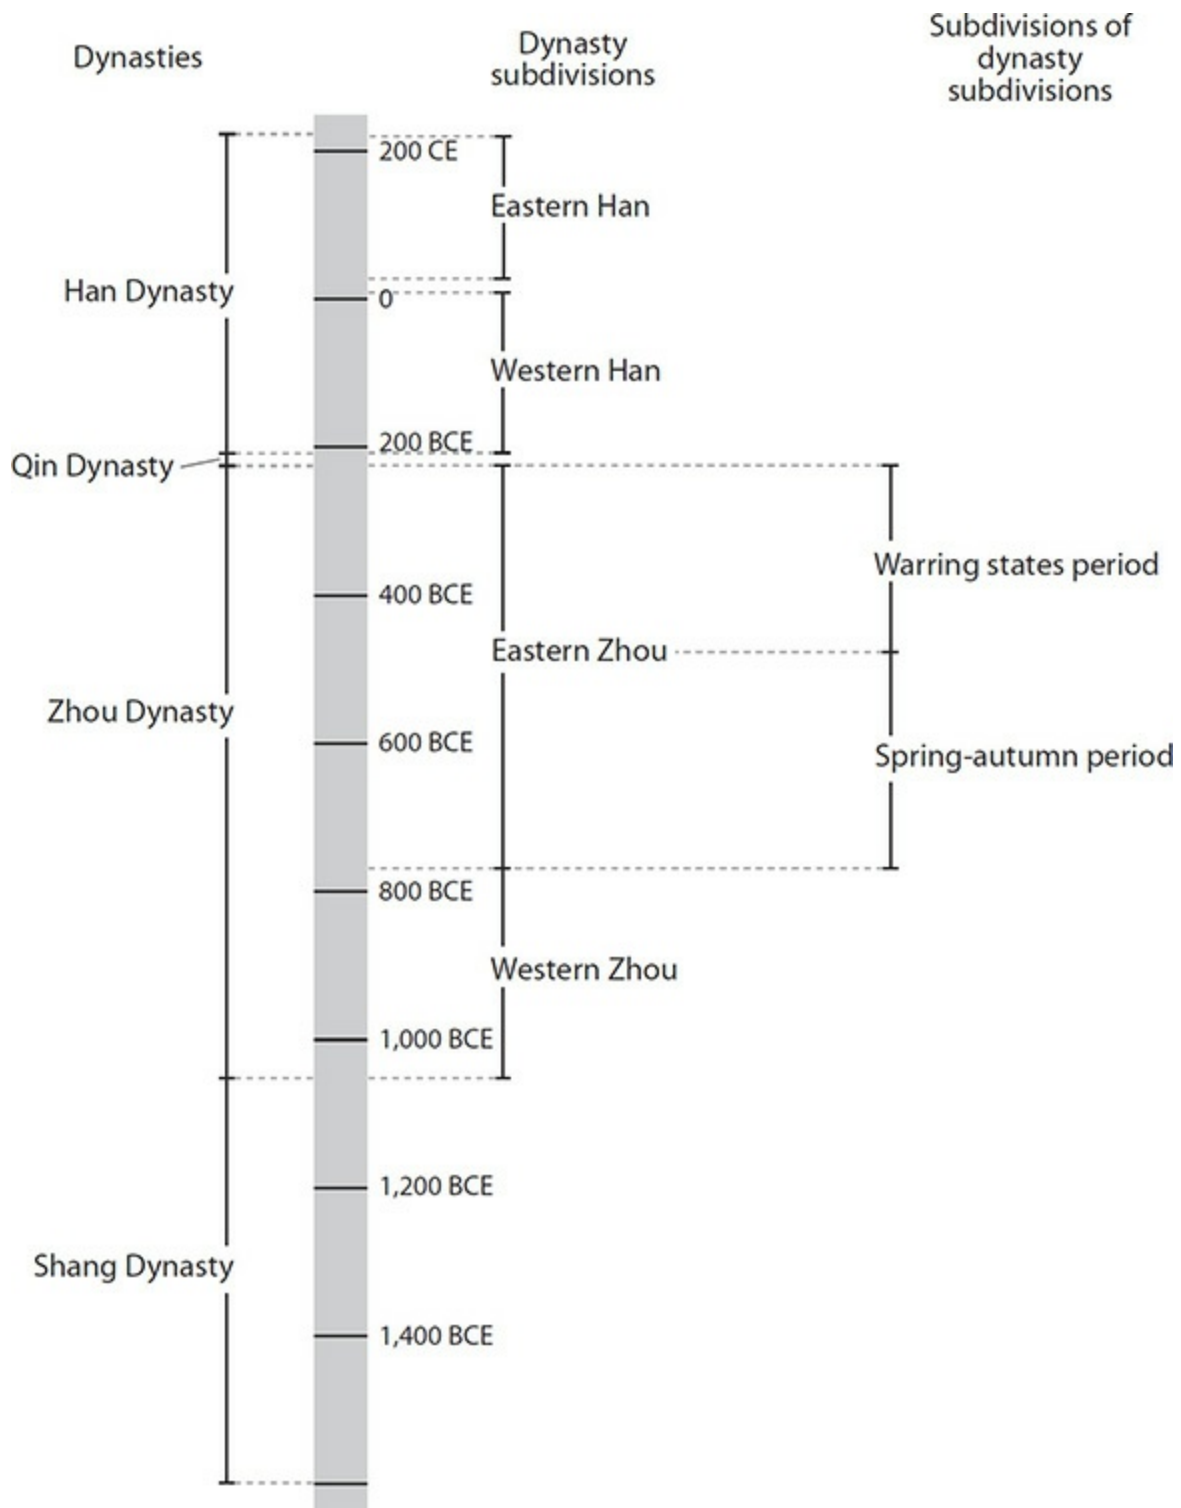 Dynasties
Dynasty
subdivisions
Subdivisions of
dynasty
subdivisions
200 CE
Eastern Han
Han Dynasty
0
Western Han
200 BCE
Qin Dynasty
Warring states period
400 BCE
Eastern Zhou
Zhou Dynasty
600 BCE
Spring-autumn period
800 BCE
Western Zhou
1,000 BCE
1,200 BCE
Shang Dynasty
1,400 BCE